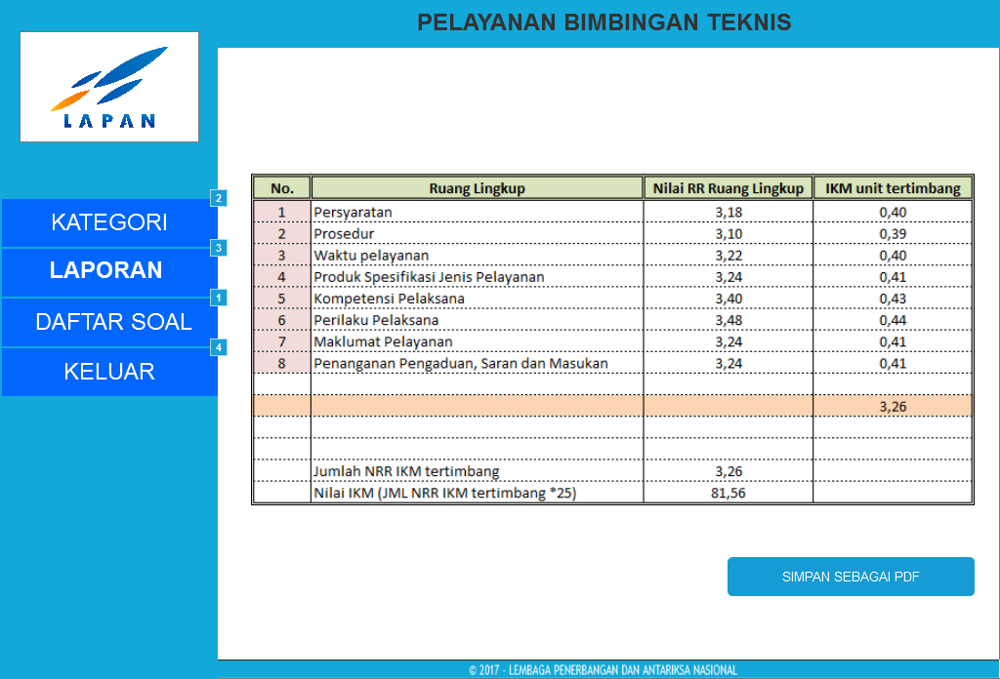 PELAYANAN BIMBINGAN TEKNIS
LAPAN
2
KATEGORI
3
LAPORAN
1
DAFTAR SOAL
4
KELUAR
No. Ruang Lingkup Nilai RR Ruang Lingkup IKM unit tertimbang
1 Persyaratan 3,18 0,40
2 Prosedur 3,10 0,39
3 Waktu pelayanan 3,22 0,40
4 Produk Spesifikasi Jenis Pelayanan 3,24 0,41
5 Kompetensi Pelaksana 3,40 0,43
6 Perilaku Pelaksana 3,48 0,44
7 Maklumat Pelayanan 3,24 0,41
8 Penanganan Pengaduan, Saran dan Masukan 3,24 0,41
3,26
Jumlah NRR IKM tertimbang 3,26
Nilai IKM (JML NRR IKM tertimbang *25) 81,56
SIMPAN SEBAGAI PDF
© 2017 - LEMBAGA PENERBANGAN DAN ANTARIKSA NASIONAL